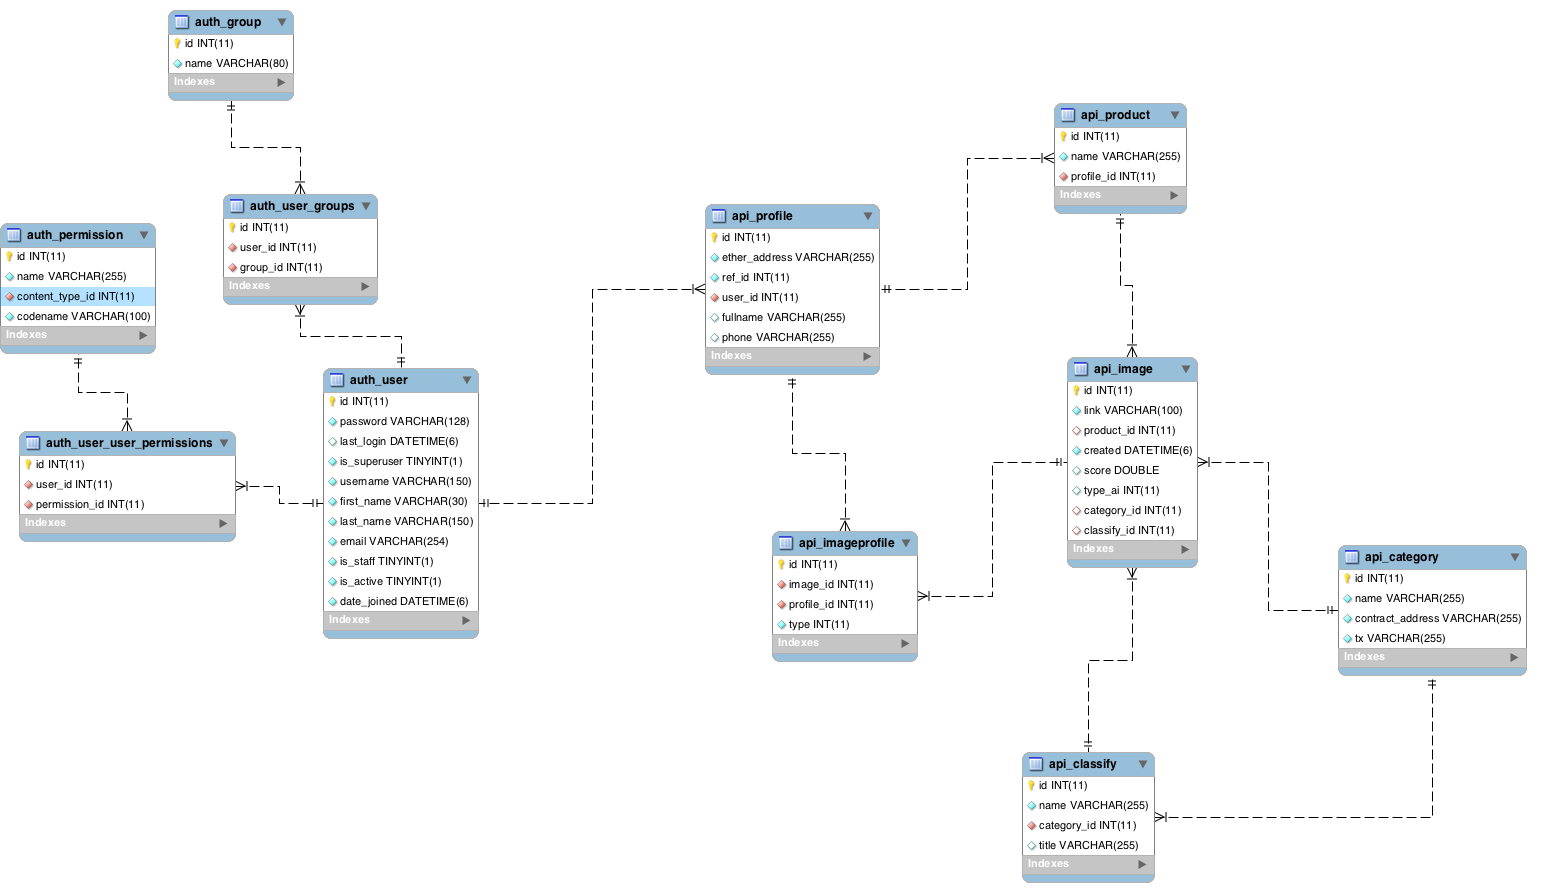 auth_group
id INT(11)
name VARCHAR(80)
Indexes
auth_permission
id INT(11)
name VARCHAR(255)
content_type_id INT(11)
codename VARCHAR(100)
Indexes
auth_user_groups
id INT(11)
user_id INT(11)
group_id INT(11)
Indexes
auth_user_user_permissions
id INT(11)
user_id INT(11)
permission_id INT(11)
Indexes
auth_user
id INT(11)
password VARCHAR(128)
last_login DATETIME(6)
is_superuser TINYINT(1)
username VARCHAR(150)
first_name VARCHAR(30)
last_name VARCHAR(150)
email VARCHAR(254)
is_staff TINYINT(1)
is_active TINYINT(1)
date_joined DATETIME(6)
Indexes
api_profile
id INT(11)
ether_address VARCHAR(255)
ref_id INT(11)
user_id INT(11)
fullname VARCHAR(255)
phone VARCHAR(255)
Indexes
api_product
id INT(11)
name VARCHAR(255)
profile_id INT(11)
Indexes
api_image
id INT(11)
link VARCHAR(100)
product_id INT(11)
created DATETIME(6)
score DOUBLE
type_ai INT(11)
category_id INT(11)
classify_id INT(11)
Indexes
api_imageprofile
id INT(11)
image_id INT(11)
profile_id INT(11)
type INT(11)
Indexes
api_category
id INT(11)
name VARCHAR(255)
contract_address VARCHAR(255)
tx VARCHAR(255)
Indexes
api_classify
id INT(11)
name VARCHAR(255)
category_id INT(11)
title VARCHAR(255)
Indexes